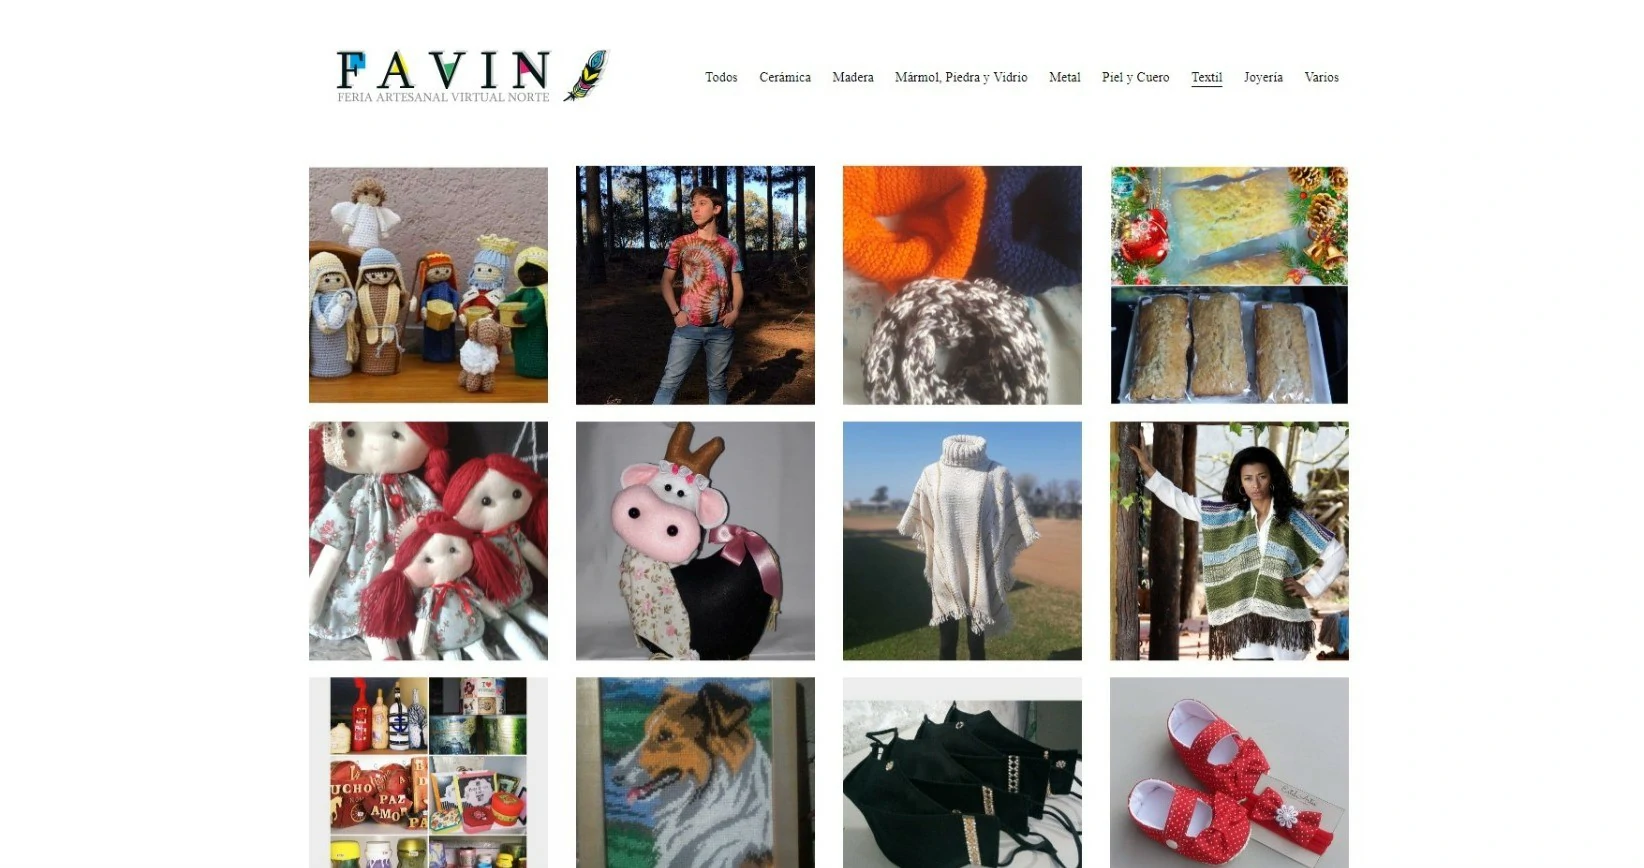 FAVIN
FERIA ARTESANAL VIRTUAL NORTE
Todos Cerámica Madera Mármol, Piedra y Vidrio Metal Piel y Cuero Textil Joyería Varios
UCHO
PAZ
AMOR
PA